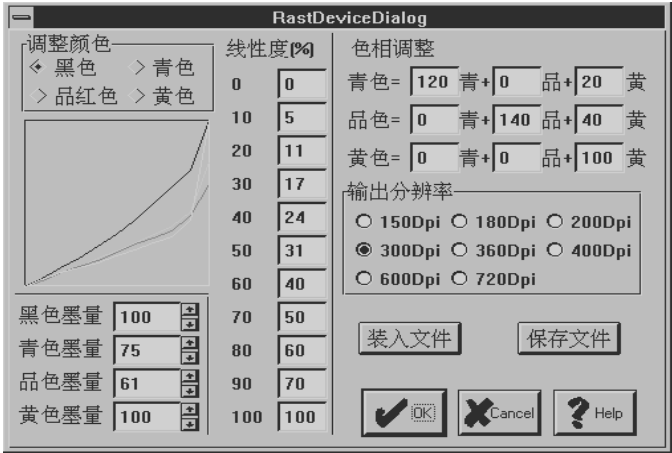 RastDeviceDialog
调整颜色
黑色 青色
品红色 黄色
黑色墨量 100
青色墨量 75
品色墨量 61
黄色墨量 100
线性度(%)
0 0
10 5
20 11
30 17
40 24
50 31
60 40
70 50
80 60
90 70
100 100
色相调整
青色= 120 青+ 0 品+ 20 黄
品色= 0 青+ 140 品+ 40 黄
黄色= 0 青+ 0 品+ 100 黄
输出分辨率
150Dpi 180Dpi 200Dpi
300Dpi 360Dpi 400Dpi
600Dpi 720Dpi
装入文件 保存文件
OK Cancel ? Help